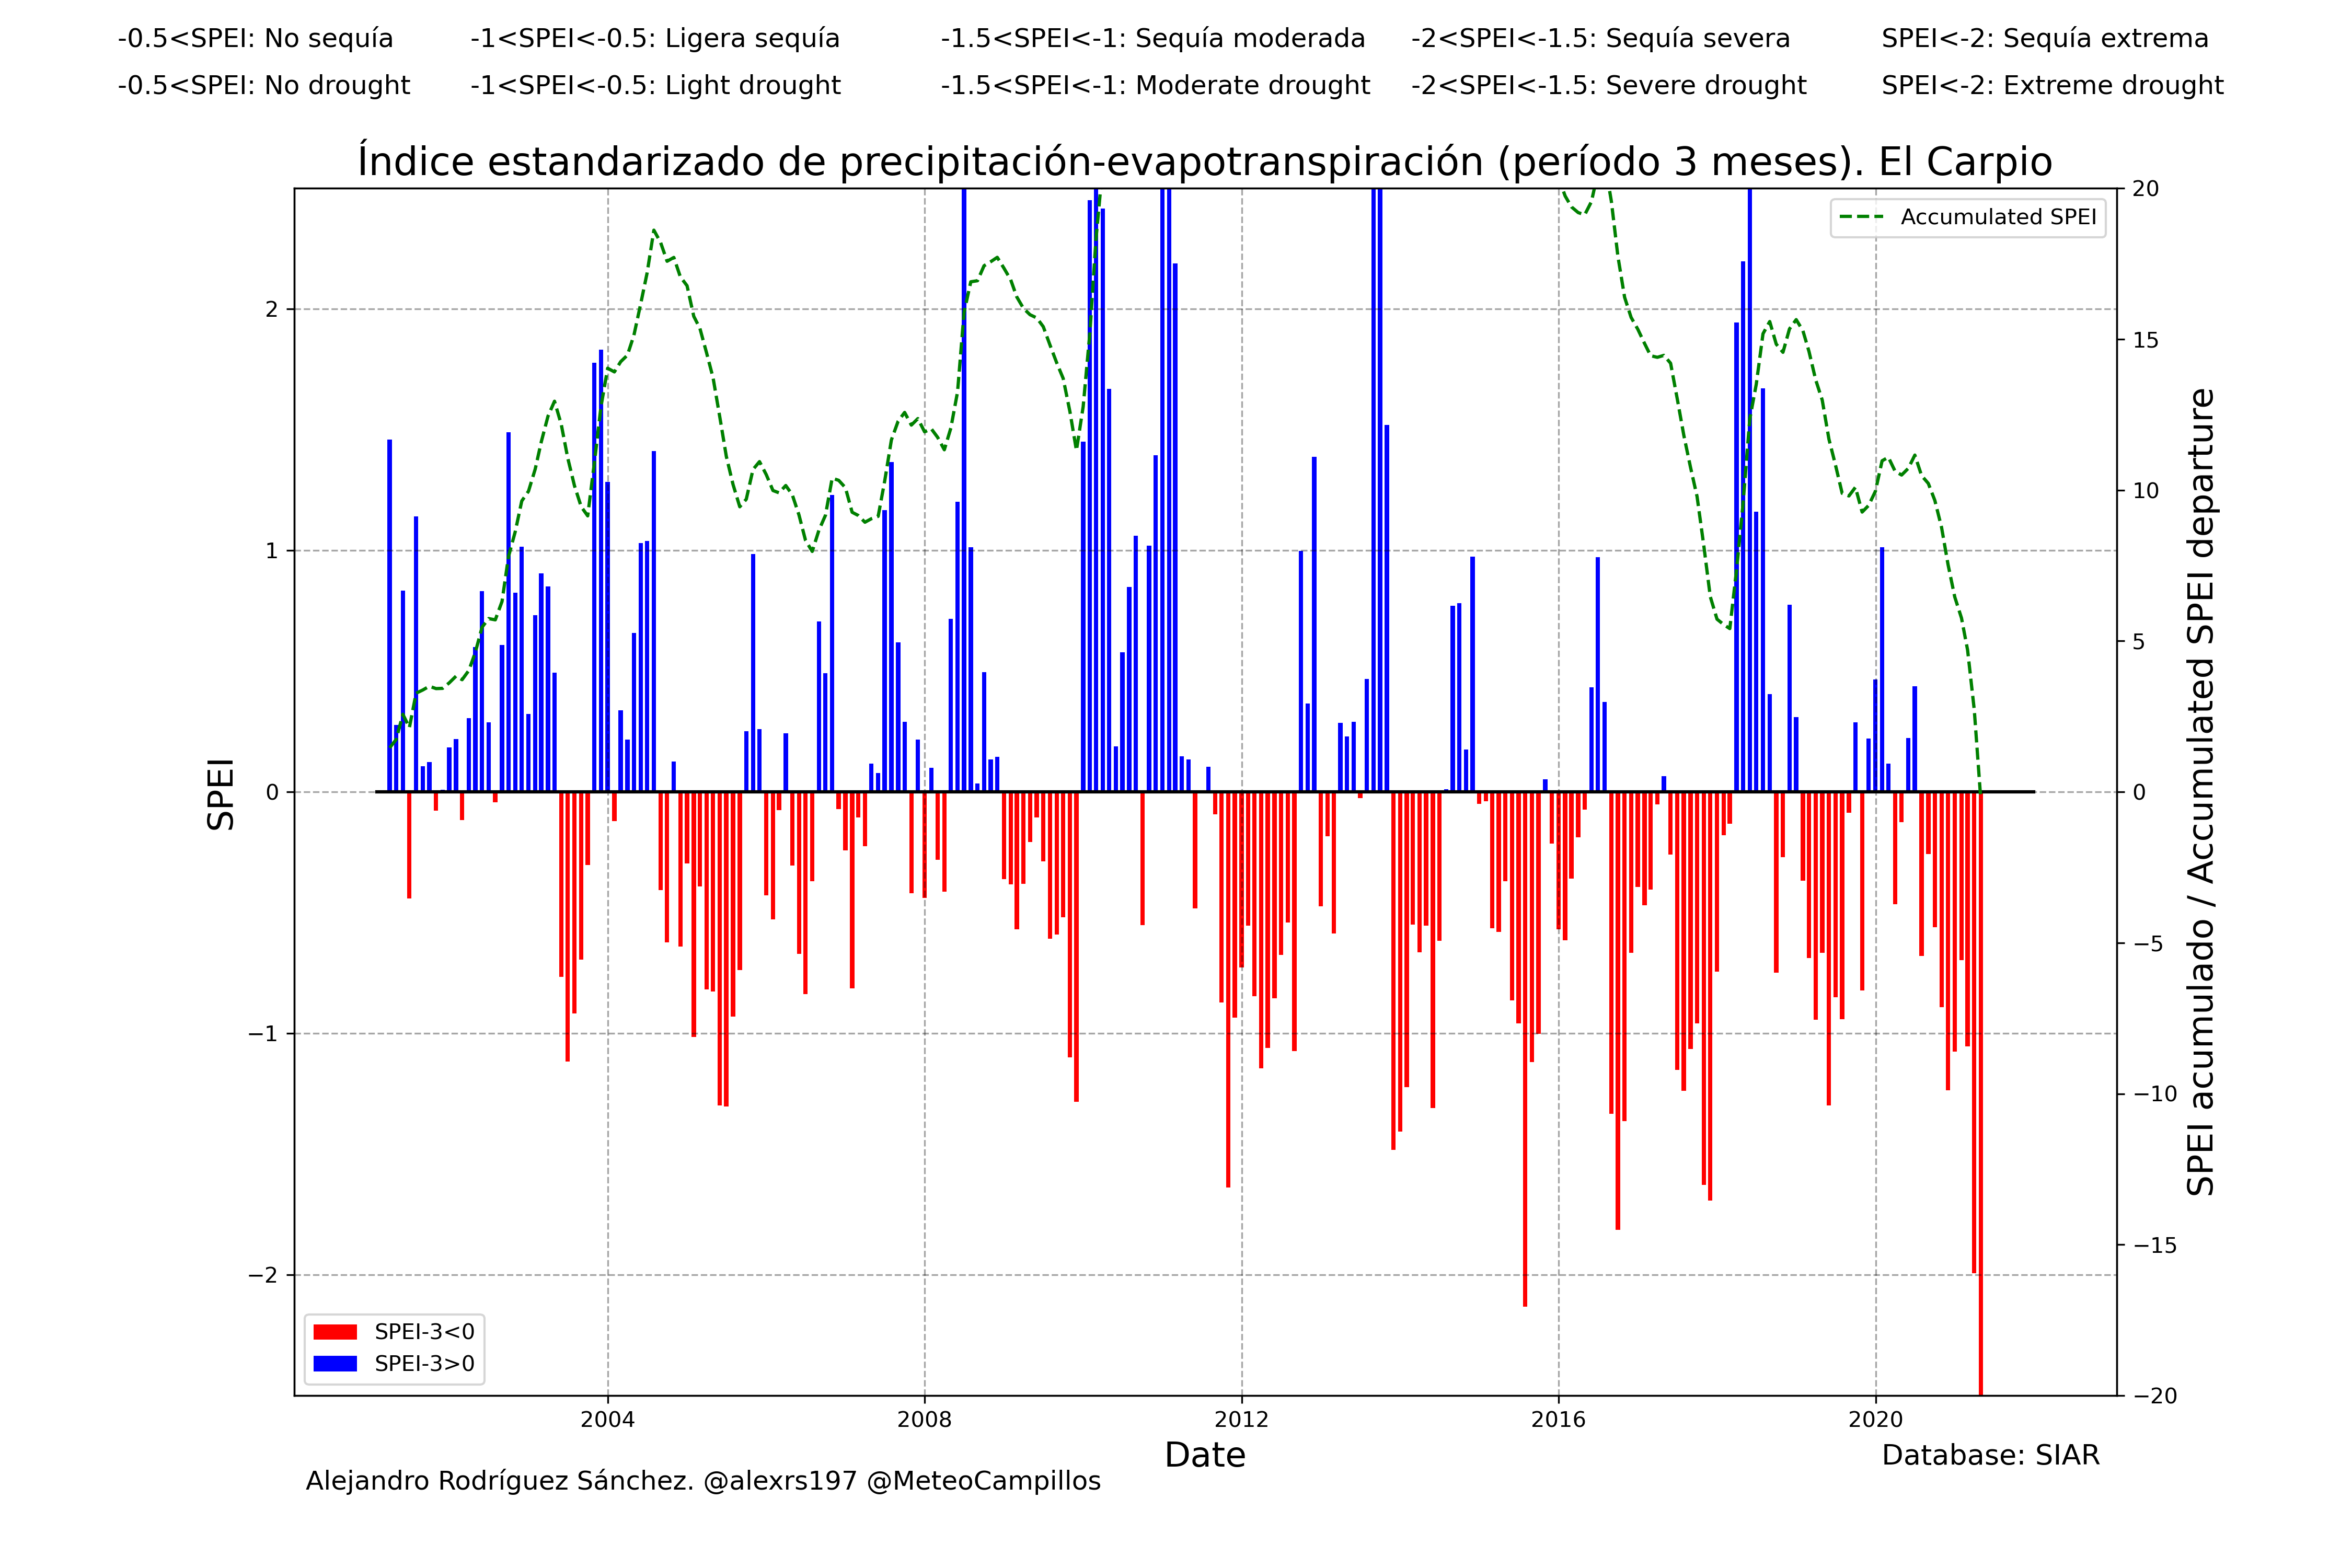 -0.5<SPEI: No sequía -1<SPEI<-0.5: Ligera sequía -1.5<SPEI<-1: Sequía moderada -2<SPEI<-1.5: Sequía severa SPEI<-2: Sequía extrema
-0.5<SPEI: No drought -1<SPEI<-0.5: Light drought -1.5<SPEI<-1: Moderate drought -2<SPEI<-1.5: Severe drought SPEI<-2: Extreme drought
Índice estandarizado de precipitación-evapotranspiración (período 3 meses). El Carpio
Accumulated SPEI
SPEI
2
1
0
−1
−2
20
15
10
5
0
−5
−10
−15
−20
SPEI acumulado / Accumulated SPEI departure
SPEI-3<0
SPEI-3>0
2004 2008 2012 2016 2020
Date
Database: SIAR
Alejandro Rodríguez Sánchez. @alexrs197 @MeteoCampillos